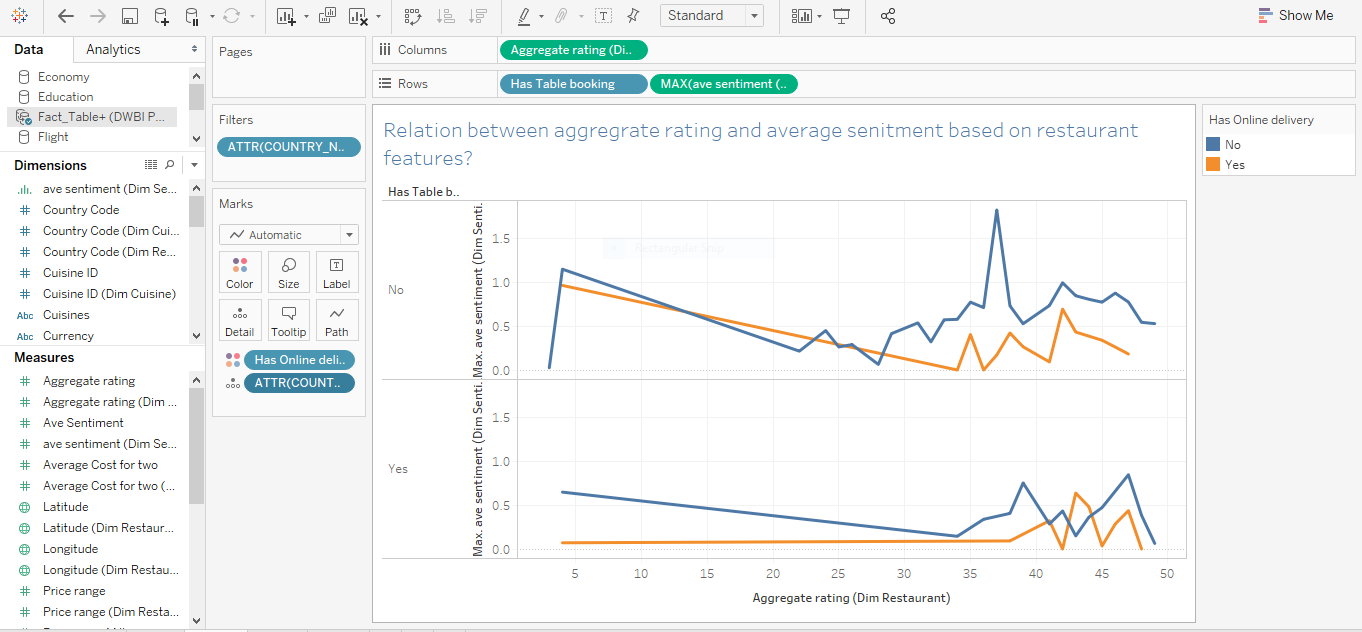 Standard
Show Me
Data
Analytics
Economy
Education
Fact_Table+ (DWBI P...
Flight
Dimensions
ave sentiment (Dim Se...
Country Code
Country Code (Dim Cui...
Country Code (Dim Re...
Cuisine ID
Cuisine ID (Dim Cuisine)
Abc Cuisines
Abc Currency
Measures
Aggregate rating
Aggregate rating (Dim ...
Ave Sentiment
ave sentiment (Dim Se...
Average Cost for two
Average Cost for two (...
Latitude
Latitude (Dim Restaur...
Longitude
Longitude (Dim Restau...
Price range
Price range (Dim Resta...
Pages
Filters
ATTR(COUNTRY_N..
Marks
Automatic
Color
Size
Label
Detail
Tooltip
Path
Has Online deli..
ATTR(COUNT..
Columns
Aggregate rating (Di..
Rows
Has Table booking
MAX(ave sentiment (..
Relation between aggregrate rating and average senitment based on restaurant
features?
Has Table b..
No
Max. ave sentiment (Dim Senti..
1.5
1.0
0.5
0.0
Rectangular Snip
Yes
Max. ave sentiment (Dim Senti..
1.5
1.0
0.5
0.0
5 10 15 20 25 30 35 40 45 50
Aggregate rating (Dim Restaurant)
Has Online delivery
No
Yes